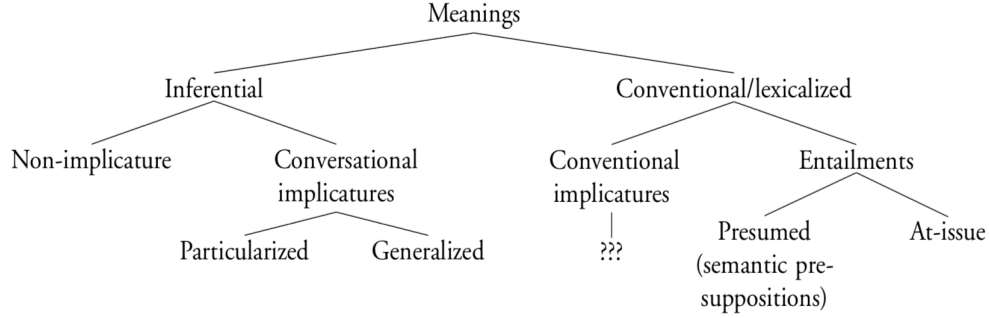 Meanings
Inferential
Conventional/lexicalized
Non-implicature
Conversational
implicatures
Conventional
implicatures
Entailments
Particularized
Generalized
???
Presumed
(semantic pre-
suppositions)
At-issue